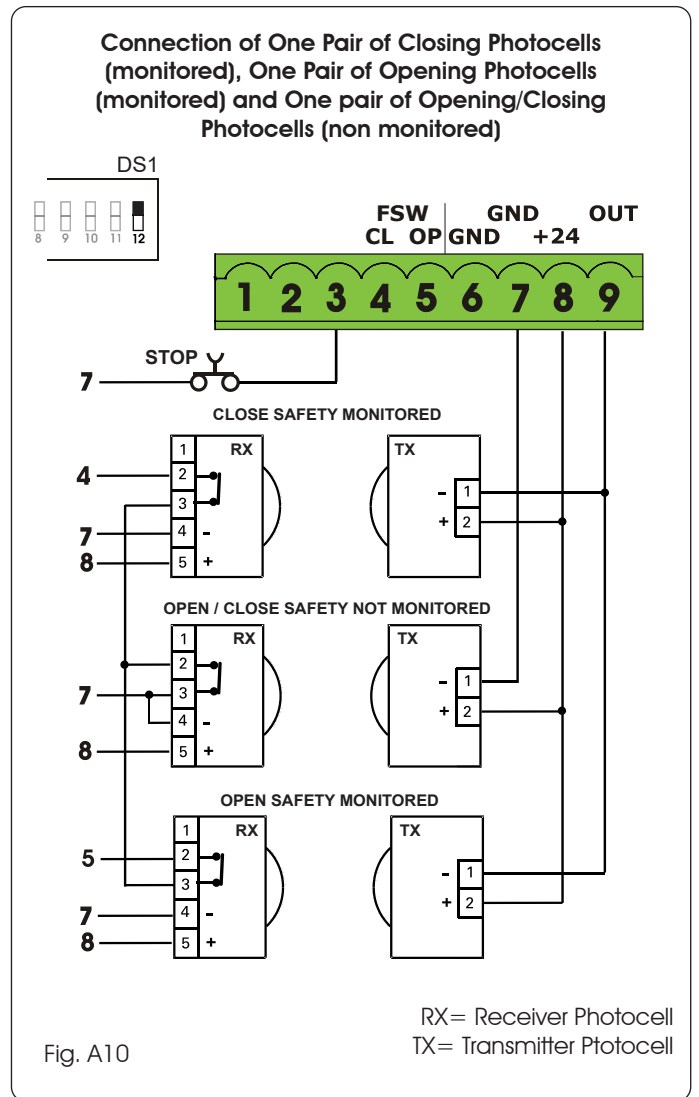 Connection of One Pair of Closing Photocells
(monitored), One Pair of Opening Photocells
(monitored) and One pair of Opening/Closing
Photocells (non monitored)
DS1
8 9 10 11 12
FSW GND OUT
CL OP GND +24
1 2 3 4 5 6 7 8 9
STOP
7
CLOSE SAFETY MONITORED
1 RX
4 2
3
7 4 -
8 5 +
TX
- 1
+ 2
OPEN / CLOSE SAFETY NOT MONITORED
1 RX
2
7 3
4 -
8 5 +
TX
- 1
+ 2
OPEN SAFETY MONITORED
1 RX
5 2
3
7 4 -
8 5 +
TX
- 1
+ 2
RX= Receiver Photocell
TX= Transmitter Ptotocell
Fig. A10